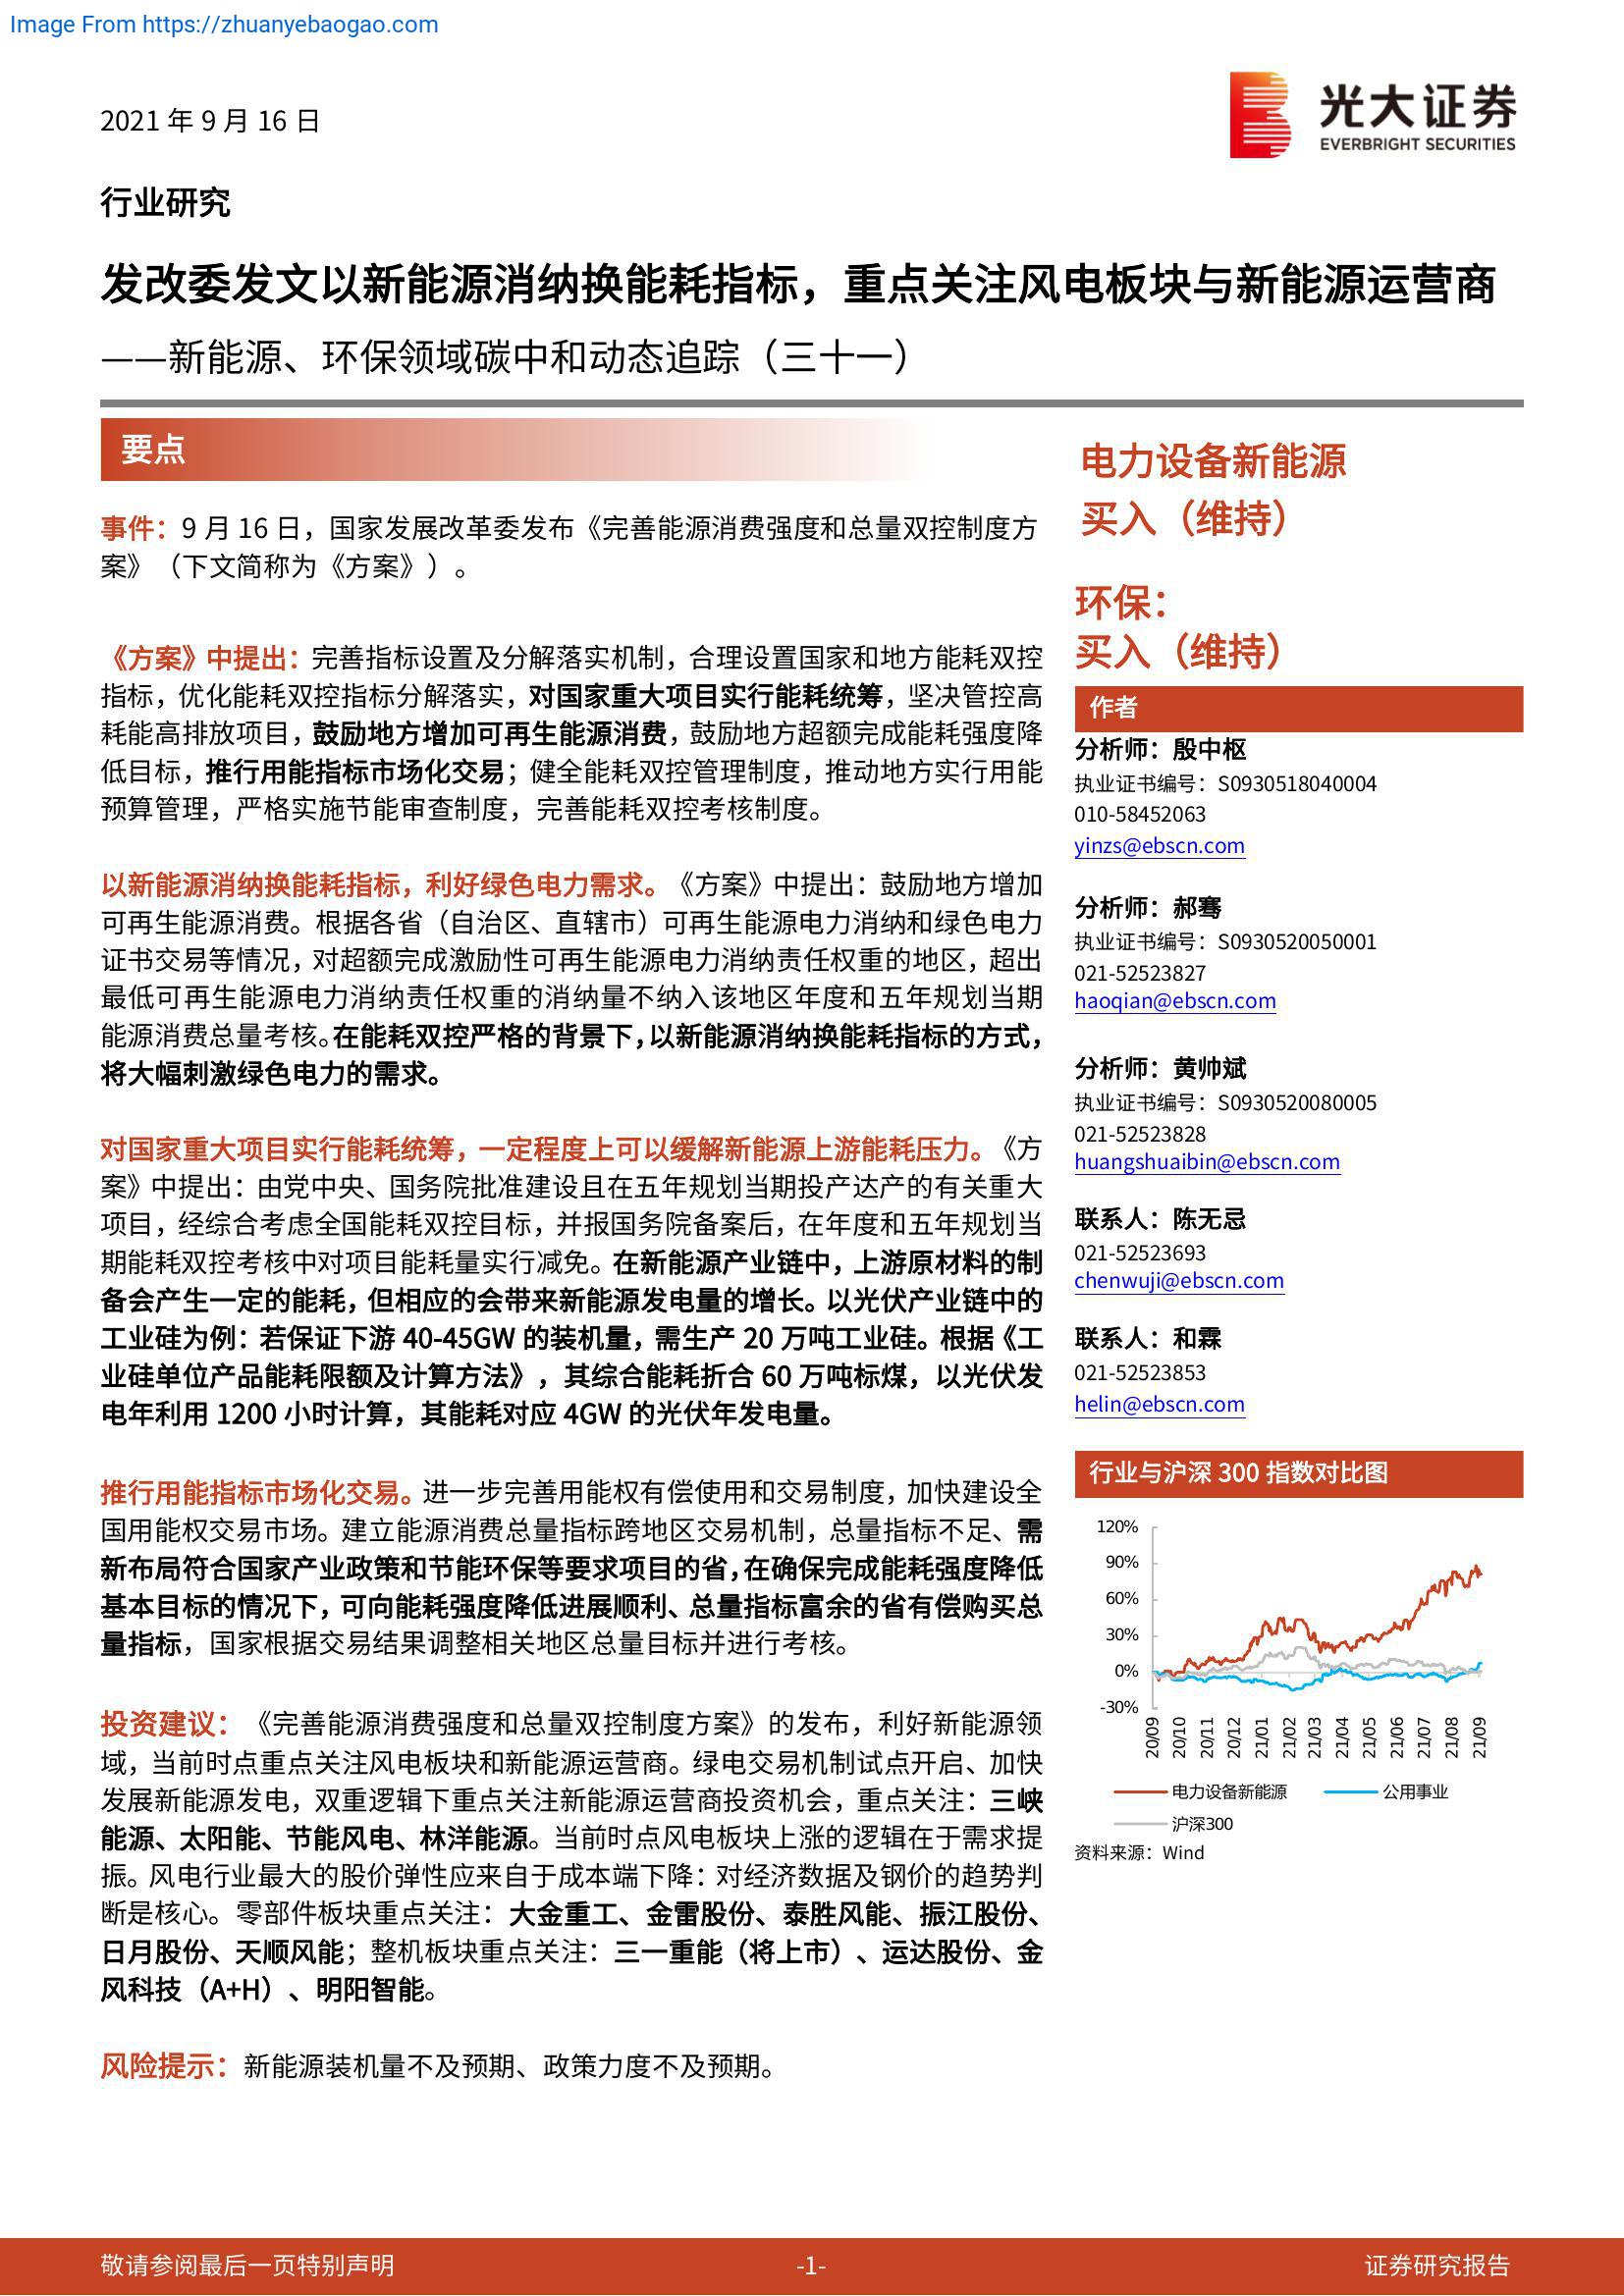 Image From https://zhuanyebaogao.com
2021 年 9 月 16 日
光大证券
EVERBRIGHT SECURITIES
行业研究
发改委发文以新能源消纳换能耗指标，重点关注风电板块与新能源运营商
——新能源、环保领域碳中和动态追踪（三十一）
要点
事件：9 月 16 日，国家发展改革委发布《完善能源消费强度和总量双控制度方
案》（下文简称为《方案》）。
《方案》中提出：完善指标设置及分解落实机制，合理设置国家和地方能耗双控
指标，优化能耗双控指标分解落实，对国家重大项目实行能耗统筹，坚决管控高
耗能高排放项目，鼓励地方增加可再生能源消费，鼓励地方超额完成能耗强度降
低目标，推行用能指标市场化交易；健全能耗双控管理制度，推动地方实行用能
预算管理，严格实施节能审查制度，完善能耗双控考核制度。
以新能源消纳换能耗指标，利好绿色电力需求。《方案》中提出：鼓励地方增加
可再生能源消费。根据各省（自治区、直辖市）可再生能源电力消纳和绿色电力
证书交易等情况，对超额完成激励性可再生能源电力消纳责任权重的地区，超出
最低可再生能源电力消纳责任权重的消纳量不纳入该地区年度和五年规划当期
能源消费总量考核。在能耗双控严格的背景下，以新能源消纳换能耗指标的方式，
将大幅刺激绿色电力的需求。
对国家重大项目实行能耗统筹，一定程度上可以缓解新能源上游能耗压力。《方
案》中提出：由党中央、国务院批准建设且在五年规划当期投产达产的有关重大
项目，经综合考虑全国能耗双控目标，并报国务院备案后，在年度和五年规划当
期能耗双控考核中对项目能耗量实行减免。在新能源产业链中，上游原材料的制
备会产生一定的能耗，但相应的会带来新能源发电量的增长。以光伏产业链中的
工业硅为例：若保证下游 40-45GW 的装机量，需生产 20 万吨工业硅。根据《工
业硅单位产品能耗限额及计算方法》，其综合能耗折合 60 万吨标煤，以光伏发
电年利用 1200 小时计算，其能耗对应 4GW 的光伏年发电量。
推行用能指标市场化交易。进一步完善用能权有偿使用和交易制度，加快建设全
国用能权交易市场。建立能源消费总量指标跨地区交易机制，总量指标不足、需
新布局符合国家产业政策和节能环保等要求项目的省，在确保完成能耗强度降低
基本目标的情况下，可向能耗强度降低进展顺利、总量指标富余的省有偿购买总
量指标，国家根据交易结果调整相关地区总量目标并进行考核。
投资建议：《完善能源消费强度和总量双控制度方案》的发布，利好新能源领
域，当前时点重点关注风电板块和新能源运营商。绿电交易机制试点开启、加快
发展新能源发电，双重逻辑下重点关注新能源运营商投资机会，重点关注：三峡
能源、太阳能、节能风电、林洋能源。当前时点风电板块上涨的逻辑在于需求提
振。风电行业最大的股价弹性应来自于成本端下降：对经济数据及钢价的趋势判
断是核心。零部件板块重点关注：大金重工、金雷股份、泰胜风能、振江股份、
日月股份、天顺风能；整机板块重点关注：三一重能（将上市）、运达股份、金
风科技（A+H）、明阳智能。
风险提示：新能源装机量不及预期、政策力度不及预期。
电力设备新能源
买入（维持）
环保：
买入（维持）
作者
分析师：殷中枢
执业证书编号：S0930518040004
010-58452063
yinzs@ebscn.com
分析师：郝骞
执业证书编号：S0930520050001
021-52523827
haoqian@ebscn.com
分析师：黄帅斌
执业证书编号：S0930520080005
021-52523828
huangshuaibin@ebscn.com
联系人：陈无忌
021-52523693
chenwuji@ebscn.com
联系人：和霖
021-52523853
helin@ebscn.com
行业与沪深 300 指数对比图
120%
90%
60%
30%
0%
-30%
20/09
20/10
20/11
20/12
21/01
21/02
21/03
21/04
21/05
21/06
21/07
21/08
21/09
电力设备新能源
公用事业
沪深300
资料来源：Wind
敬请参阅最后一页特别声明
-1-
证券研究报告